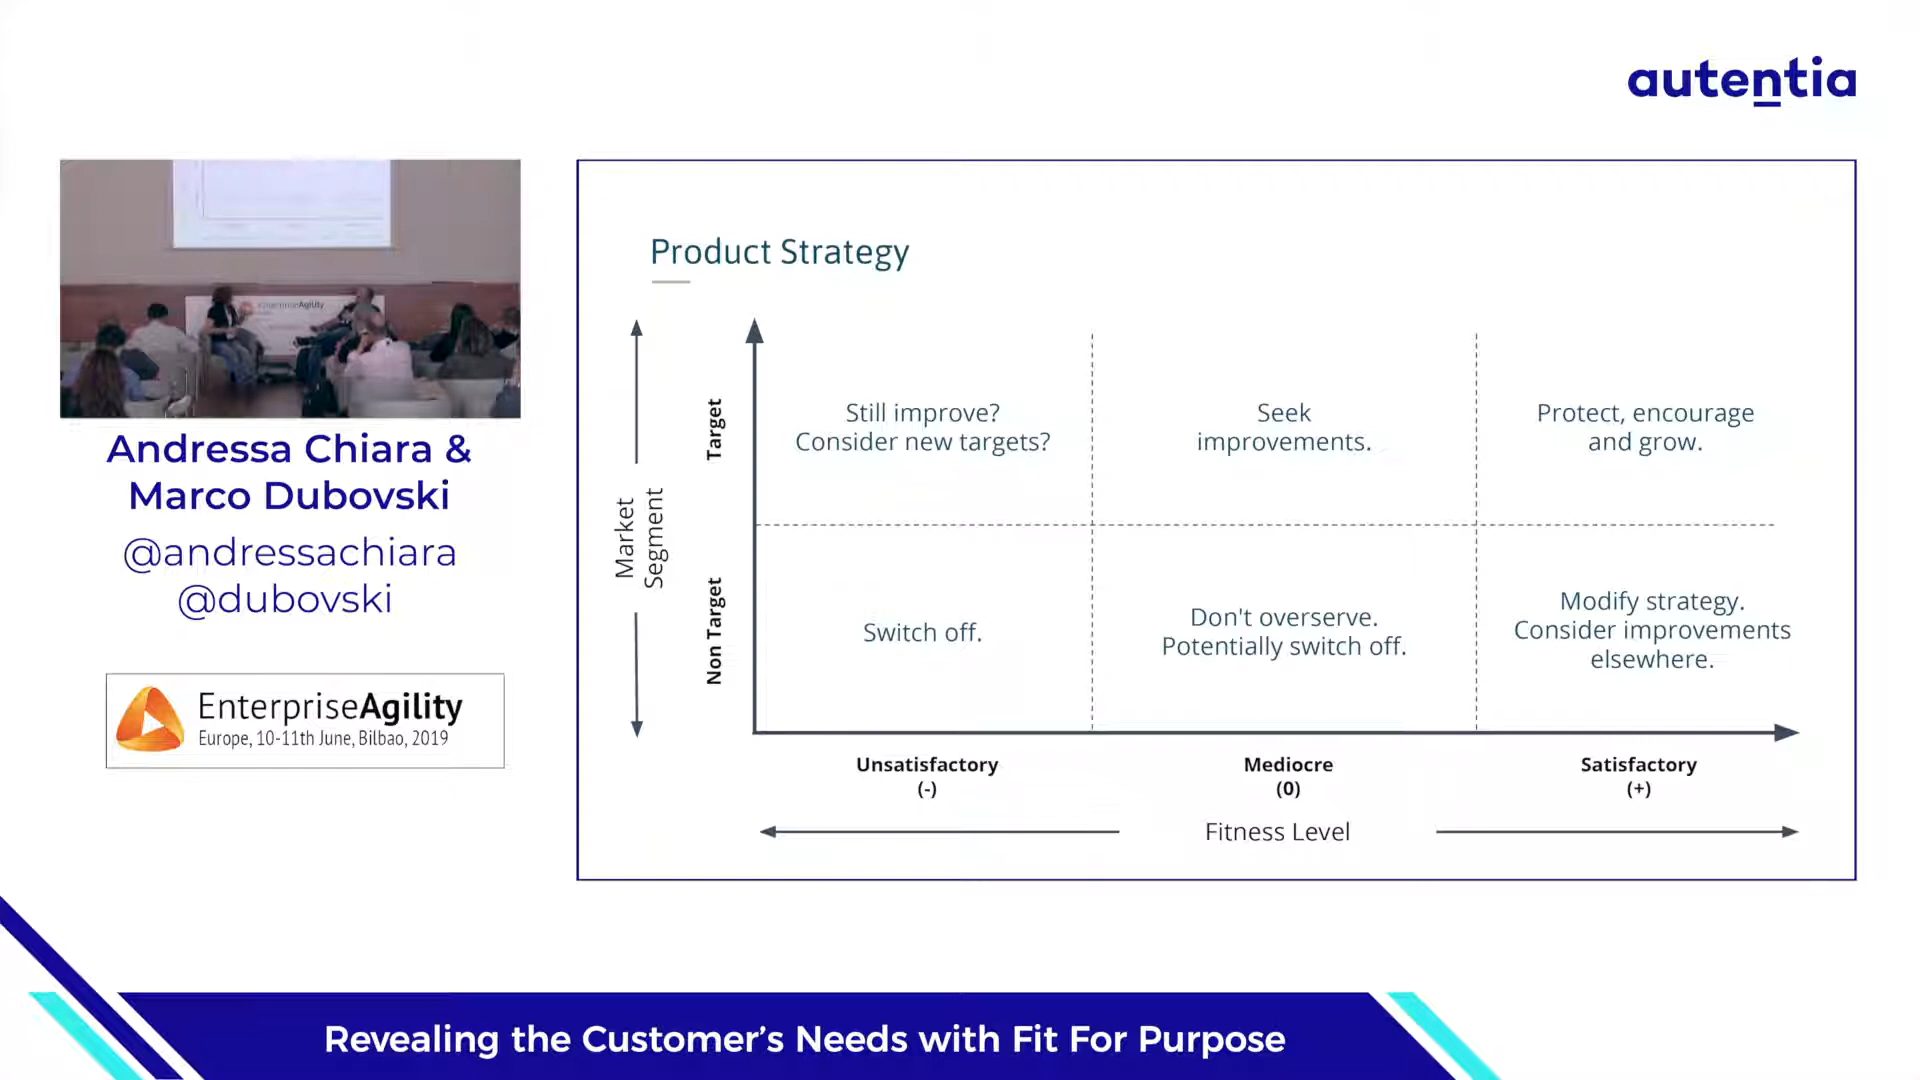 autentia
Andressa Chiara &
Marco Dubovski
@andressachiara
@dubovski
EnterpriseAgility
Europe, 10-11th June, Bilbao, 2019
Product Strategy
Market
Segment
Target
Non Target
Still improve?
Consider new targets?
Seek
improvements.
Protect, encourage
and grow.
Switch off.
Don't overserve.
Potentially switch off.
Modify strategy.
Consider improvements
elsewhere.
Unsatisfactory
(-)
Mediocre
(0)
Satisfactory
(+)
Fitness Level
Revealing the Customer's Needs with Fit For Purpose